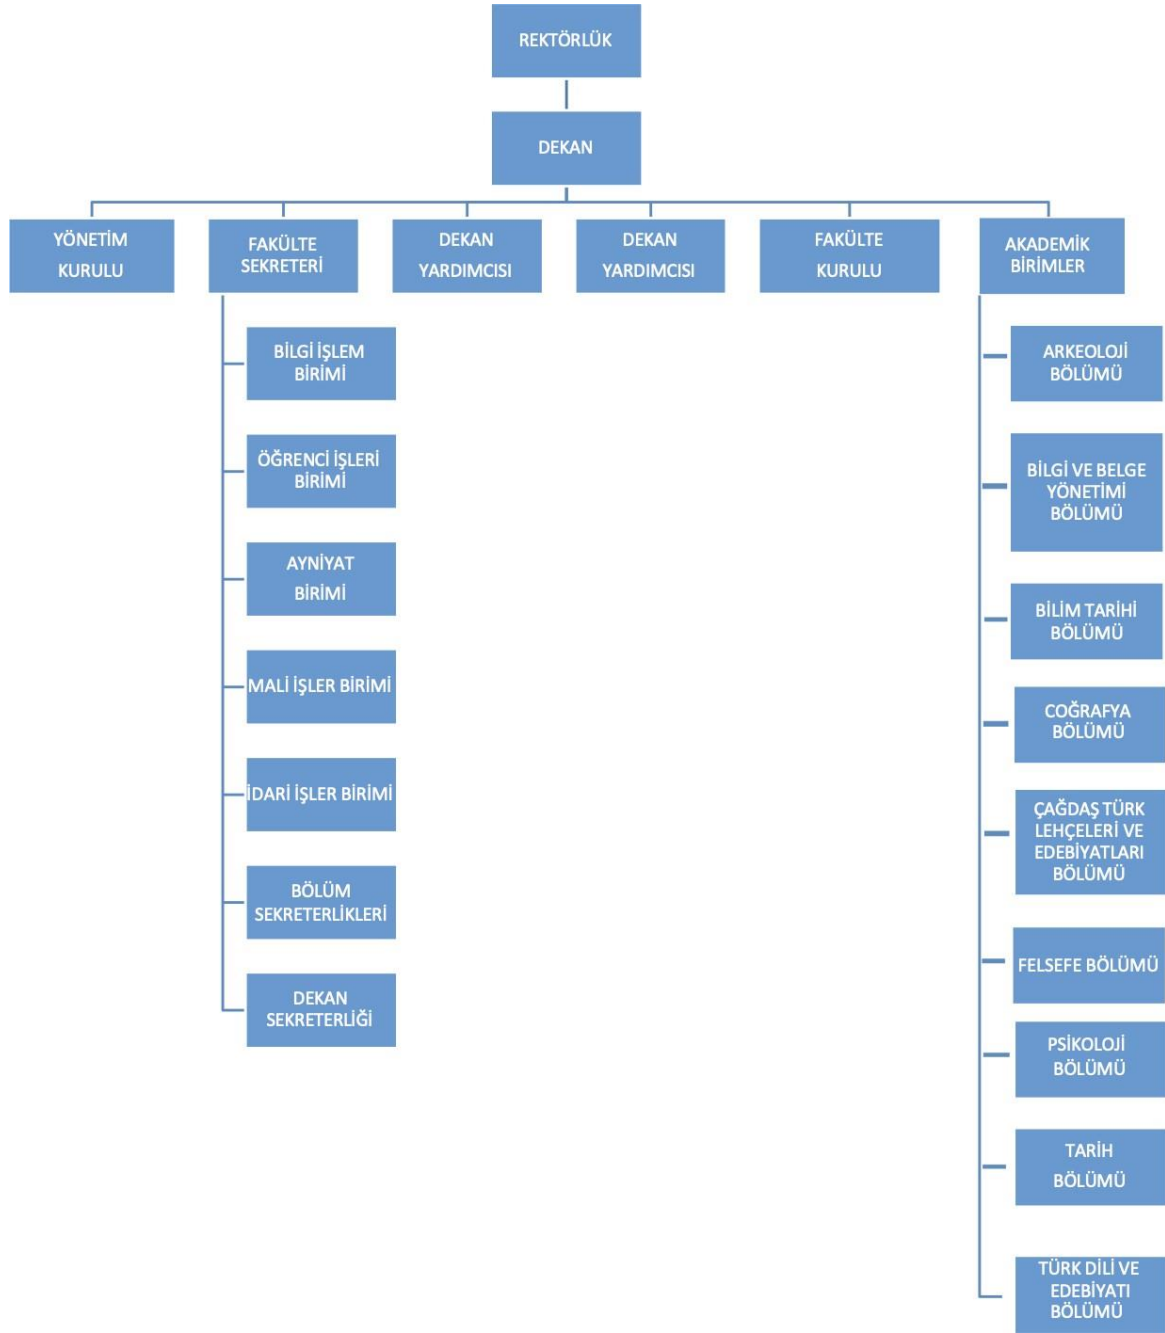 REKTÖRLÜK
DEKAN
YÖNETİM
KURULU
FAKÜLTE
SEKRETERİ
DEKAN
YARDIMCISI
DEKAN
YARDIMCISI
FAKÜLTE
KURULU
AKADEMİK
BİRİMLER
BİLGİ İŞLEM
BİRİMİ
ÖĞRENCİ İŞLERİ
BİRİMİ
AYNİYAT
BİRİMİ
MALİ İŞLER BİRİMİ
İDARİ İŞLER BİRİMİ
BÖLÜM
SEKRETERLİKLERİ
DEKAN
SEKRETERLİĞİ
ARKEOLOJİ
BÖLÜMÜ
BİLGİ VE BELGE
YÖNETİMİ
BÖLÜMÜ
BİLİM TARİHİ
BÖLÜMÜ
COĞRAFYA
BÖLÜMÜ
ÇAĞDAŞ TÜRK
LEHÇELERİ VE
EDEBİYATLARI
BÖLÜMÜ
FELSEFE BÖLÜMÜ
PSİKOLOJİ
BÖLÜMÜ
TARİH
BÖLÜMÜ
TÜRK DİLİ VE
EDEBİYATI
BÖLÜMÜ